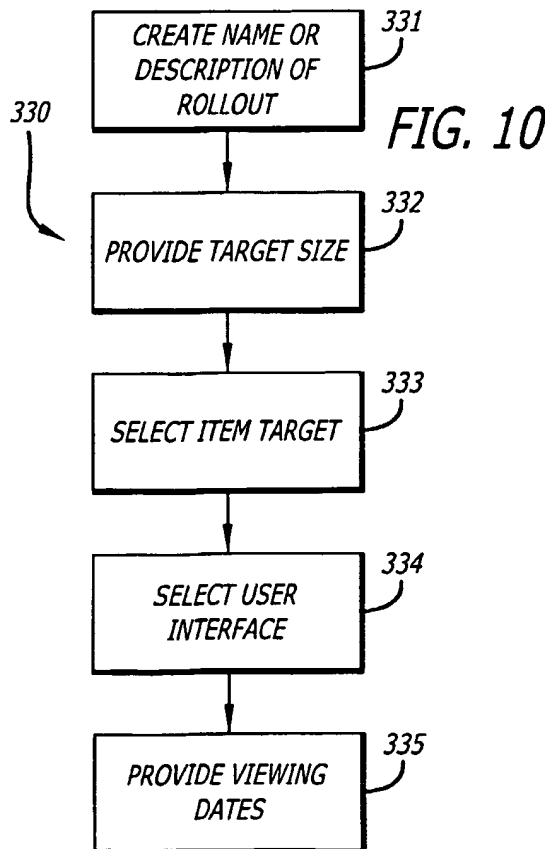 CREATE NAME OR
DESCRIPTION OF
ROLLOUT
331
330
FIG. 10
332
PROVIDE TARGET SIZE
333
SELECT ITEM TARGET
334
SELECT USER
INTERFACE
335
PROVIDE VIEWING
DATES